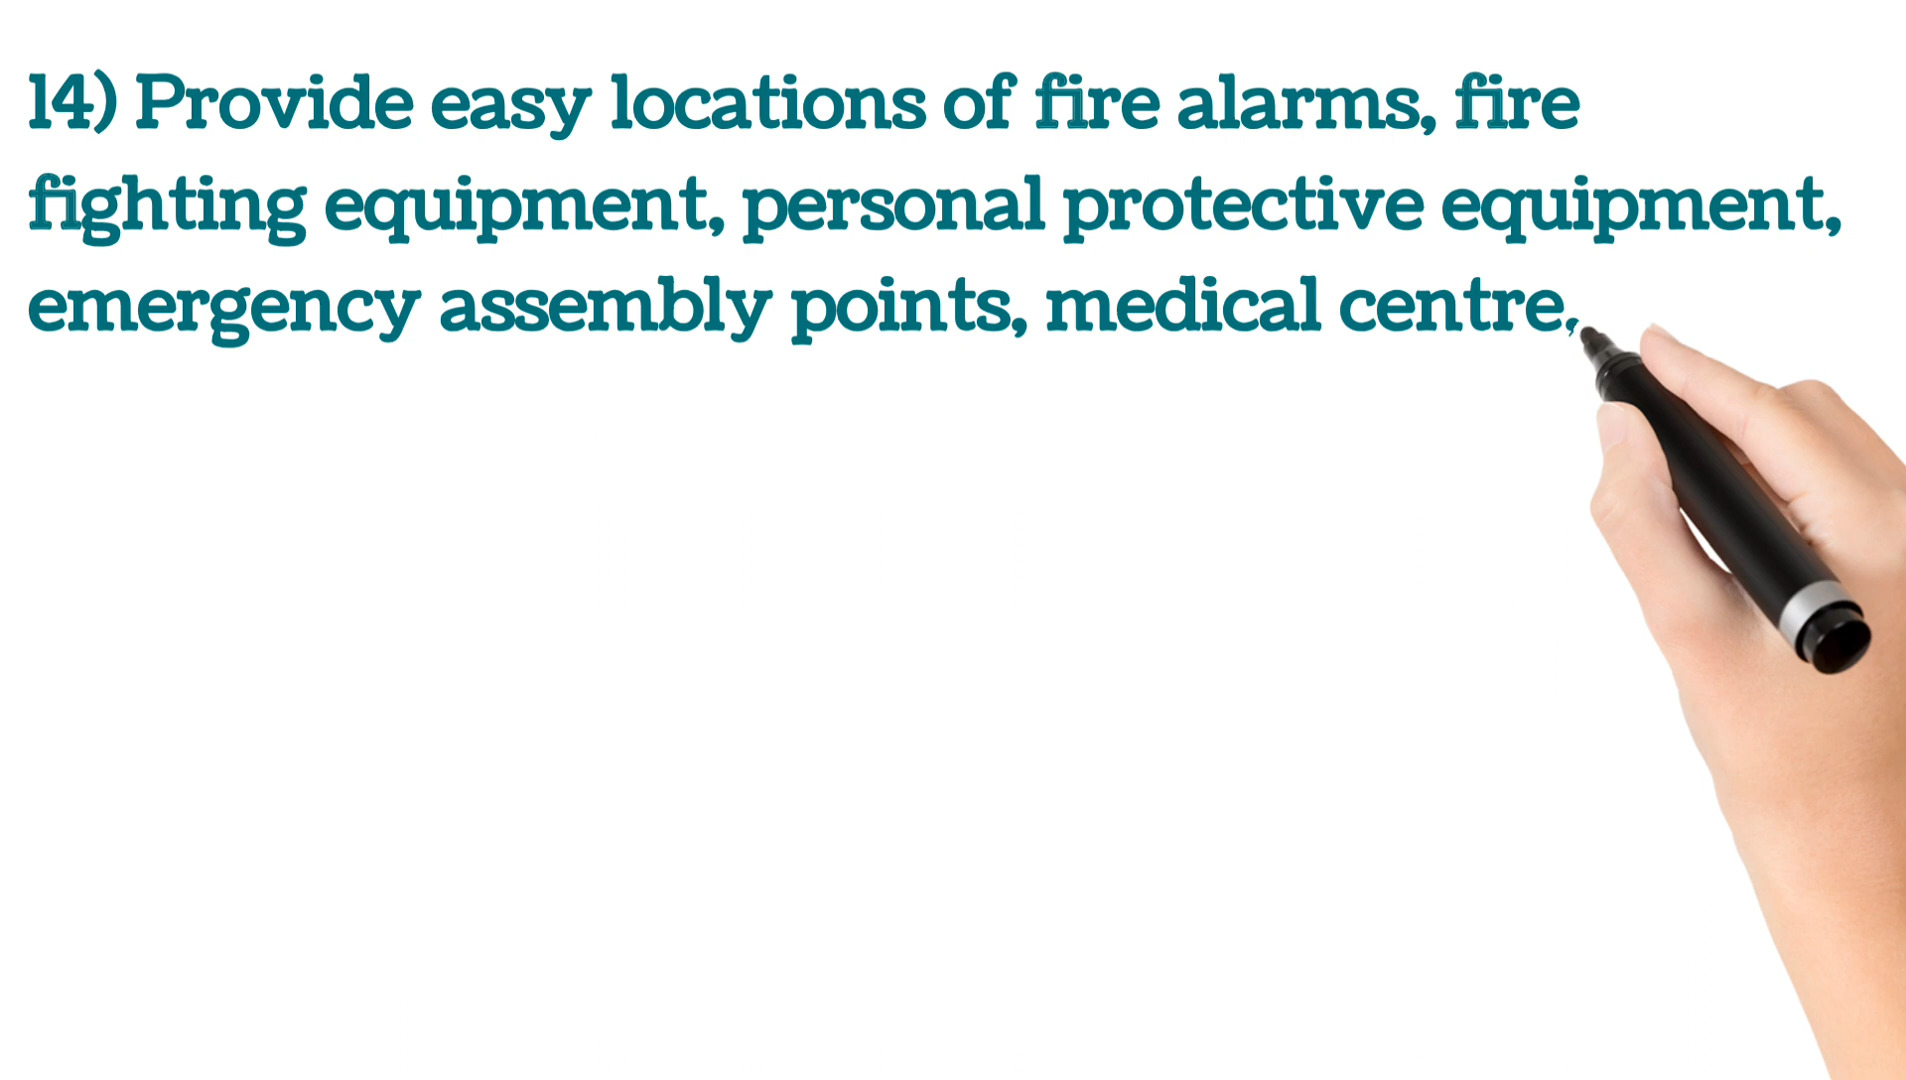 14) Provide easy locations of fire alarms, fire
fighting equipment, personal protective equipment,
emergency assembly points, medical centre,